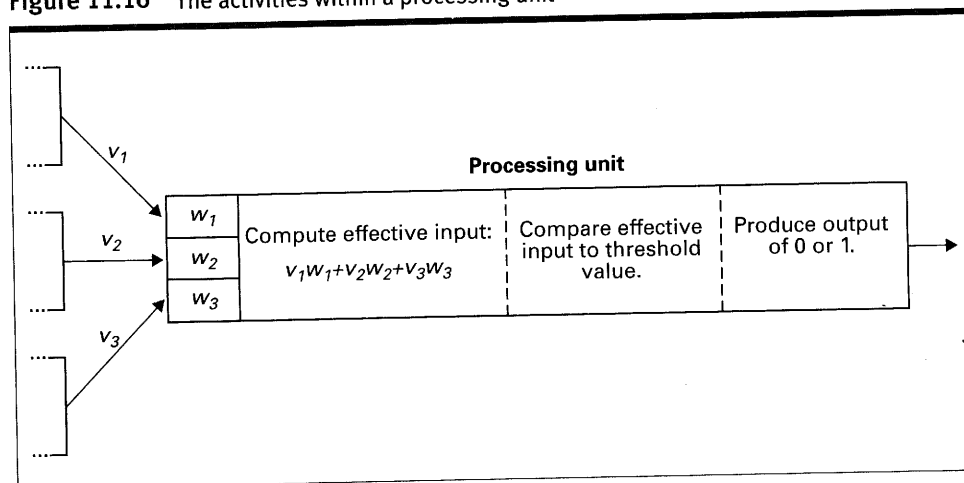 Figure 11.16 The activities within a processing unit
v1
Processing unit
w1
v2
w2
w3
v3
Compute effective input:
v1w1+v2w2+v3w3
Compare effective
input to threshold
value.
Produce output
of 0 or 1.